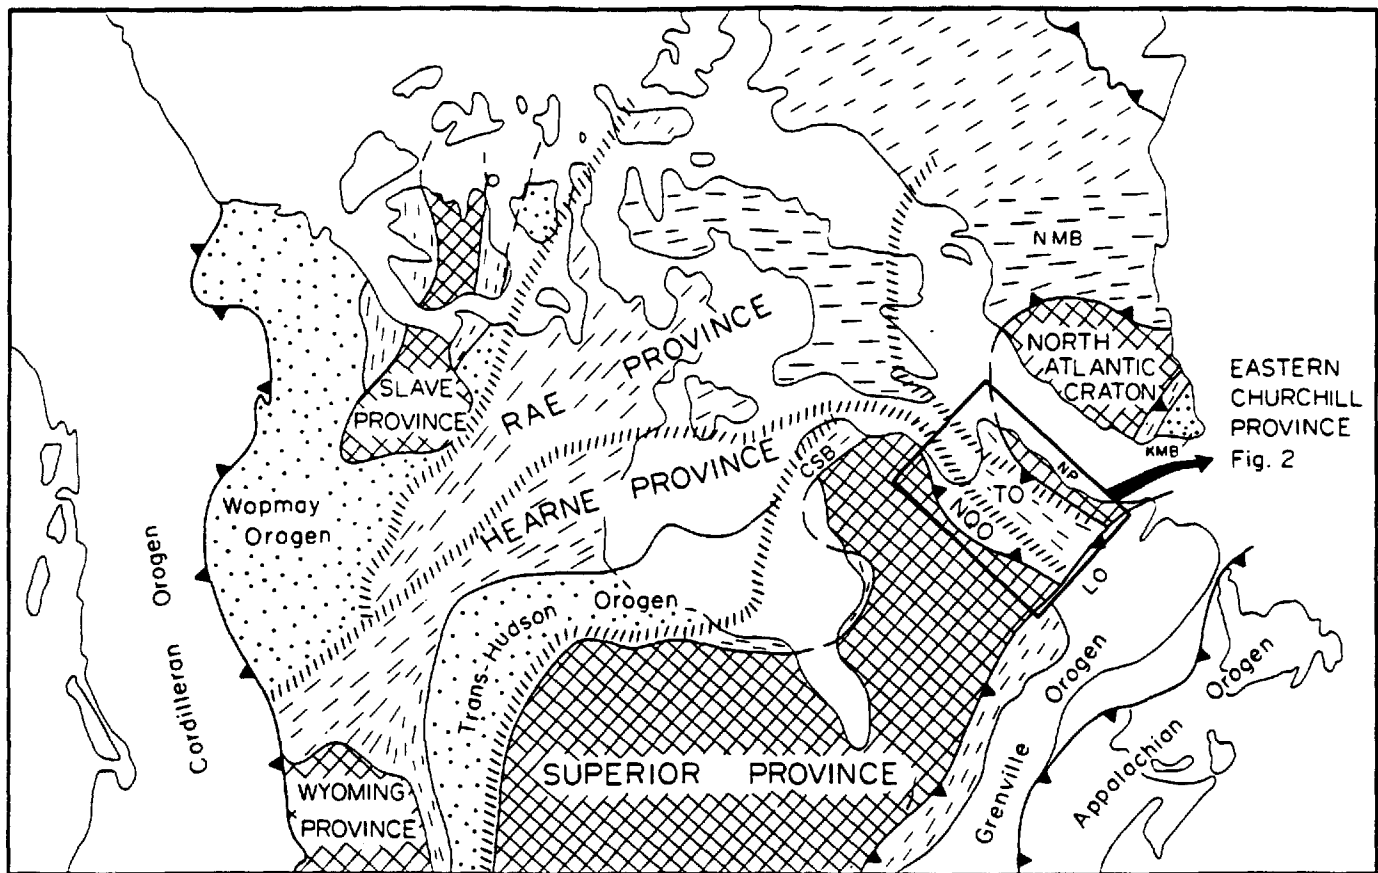 NMB
NORTH
ATLANTIC
CRATON
EASTERN
CHURCHILL
PROVINCE
Fig. 2
KMB
SLAVE
PROVINCE
RAE PROVINCE
HEARNE PROVINCE
CSB
NP
TO
NQO
LO
Wopmay
Orogen
Cordilleran Orogen
Trans-Hudson Orogen
SUPERIOR PROVINCE
WYOMING
PROVINCE
Grenville Orogen
Appalachian Orogen